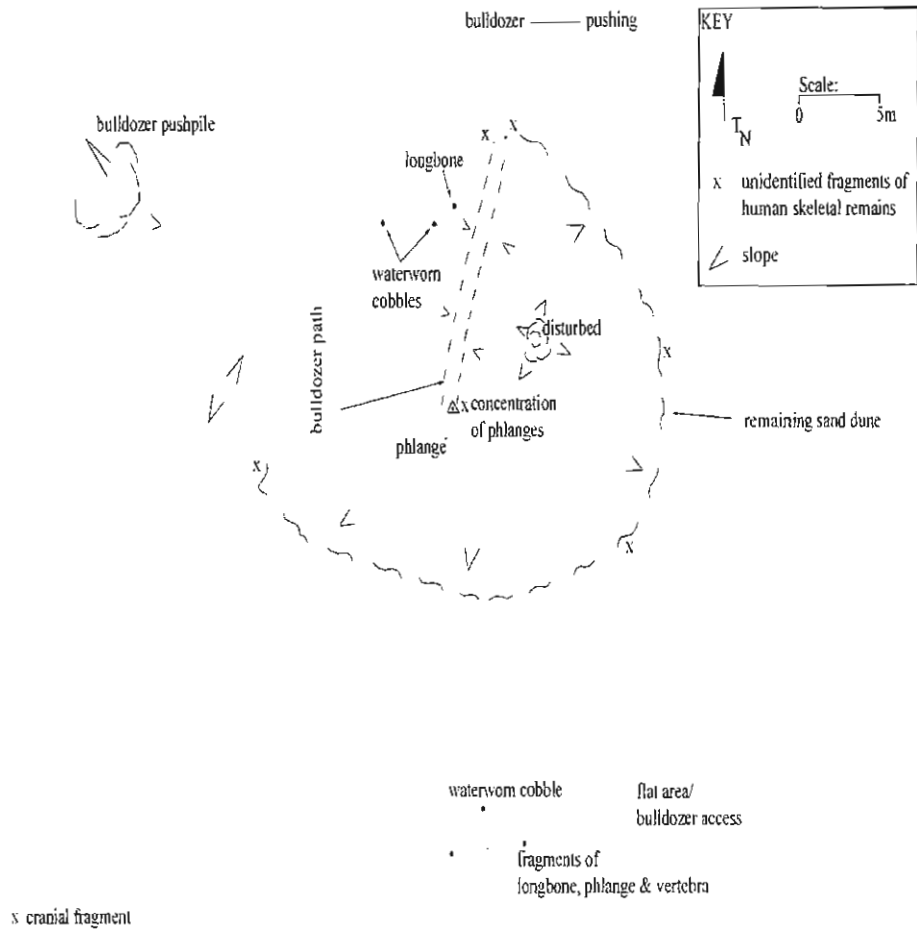 bulldozer —— pushing
KEY
Scale:
0 5m
TN
x unidentified fragments of
human skeletal remains
slope
bulldozer pushpile
x x
longbone
waterworn
cobbles
disturbed
x
bulldozer path
x concentration
of phlanges
phlange
remaining sand dune
x
x
waterworn cobble
flat area/
bulldozer access
fragments of
longbone, phlange & vertebra
x cranial fragment